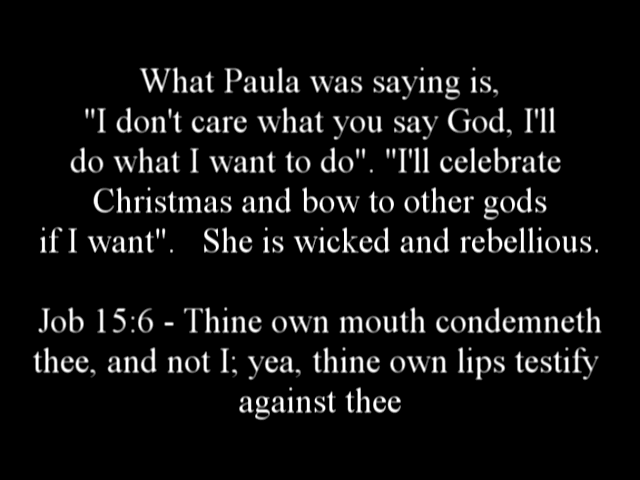 What Paula was saying is,
"I don't care what you say God, I'll
do what I want to do". "I'll celebrate
Christmas and bow to other gods
if I want".   She is wicked and rebellious.
Job 15:6 - Thine own mouth condemneth
thee, and not I; yea, thine own lips testify
against thee